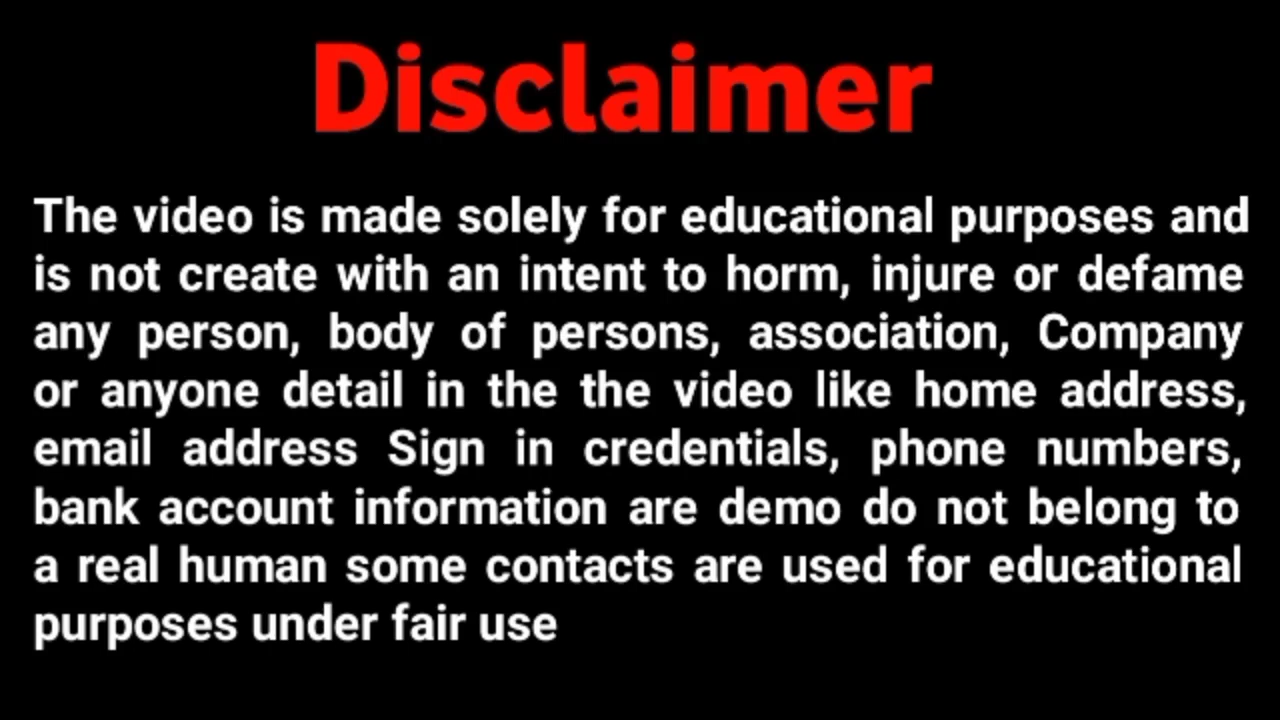 Disclaimer
The video is made solely for educational purposes and
is not create with an intent to horm, injure or defame
any person, body of persons, association, Company
or anyone detail in the the video like home address,
email address Sign in credentials, phone numbers,
bank account information are demo do not belong to
a real human some contacts are used for educational
purposes under fair use